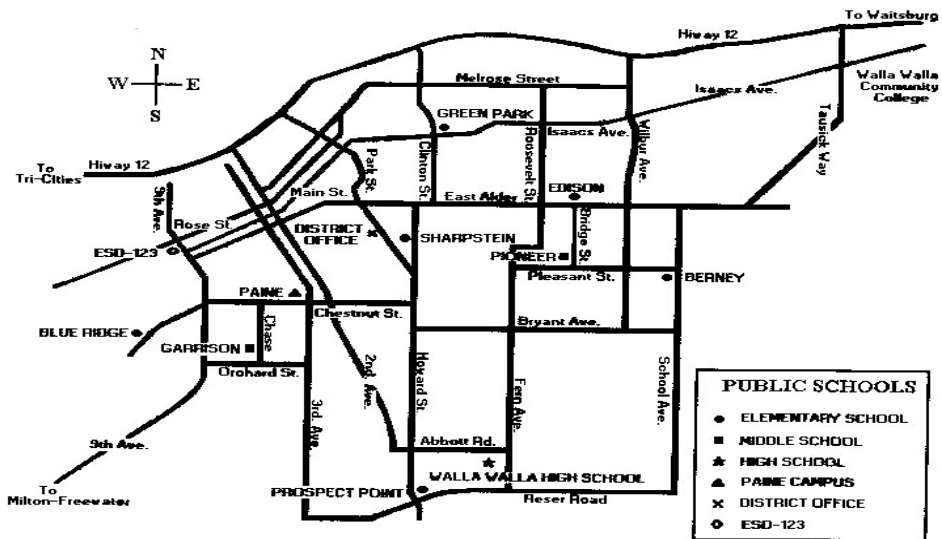 To Waitsburg
Hiway 12
N
W E
S
Melrose Street
Isaacs Ave.
Walla Walla
Community
College
GREEN PARK
Isaacs Ave.
Wilbur Ave.
Tausick Way
Roosevelt St.
Clinton St.
Park St.
To
Tri-Cities
Hiway 12
9th Ave.
Main St.
East Alder
EDISON
Rose St.
DISTRICT
OFFICE
SHARPSTEIN
Bridge St.
ESD-123
PIONEER
Pleasant St.
BERNEY
PAINE
Chestnut St.
Bryant Ave.
BLUE RIDGE
Chase
GARRISON
Orchard St.
2nd. Ave.
Howard St.
Fern Ave.
School Ave.
3rd. Ave.
9th Ave.
Abbott Rd.
WALLA WALLA HIGH SCHOOL
PROSPECT POINT
Reser Road
To
Milton-Freewater
PUBLIC SCHOOLS
ELEMENTARY SCHOOL
MIDDLE SCHOOL
HIGH SCHOOL
PAINE CAMPUS
DISTRICT OFFICE
ESD-123